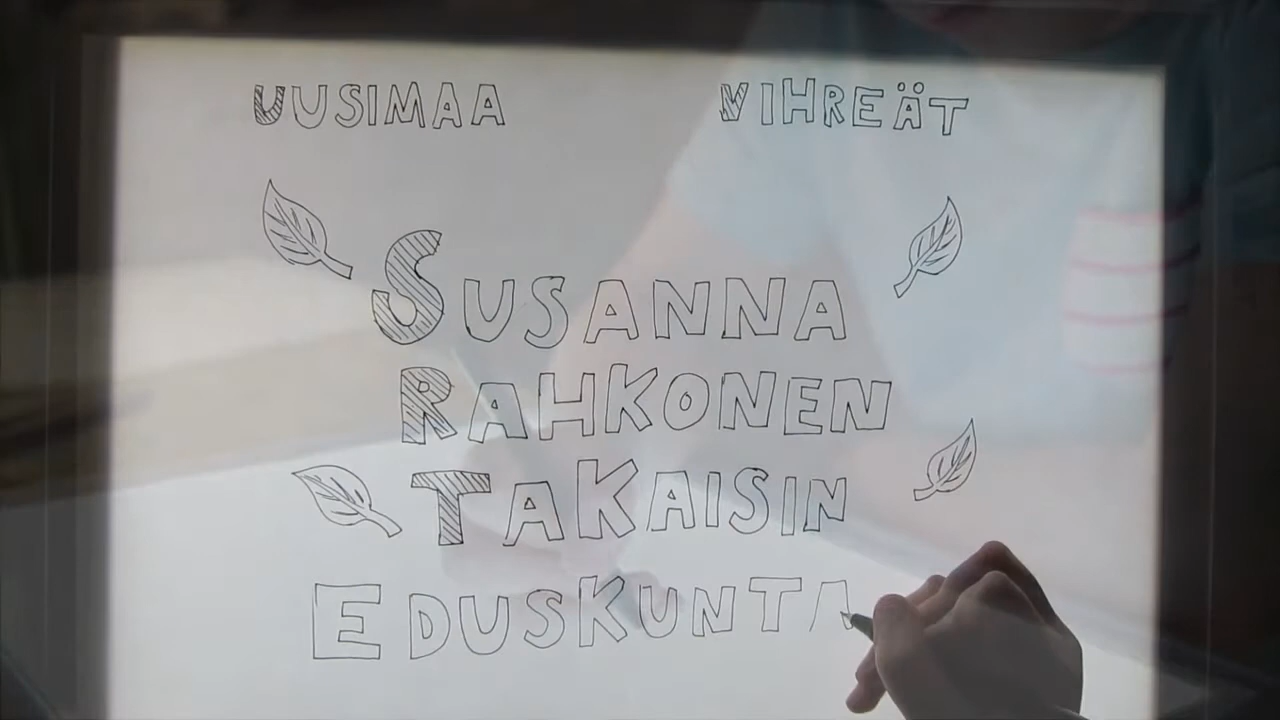 UUSIMAA VIHREÄT
SUSANNA
RAHKONEN
TAKAISIN
EDUSKUNTA